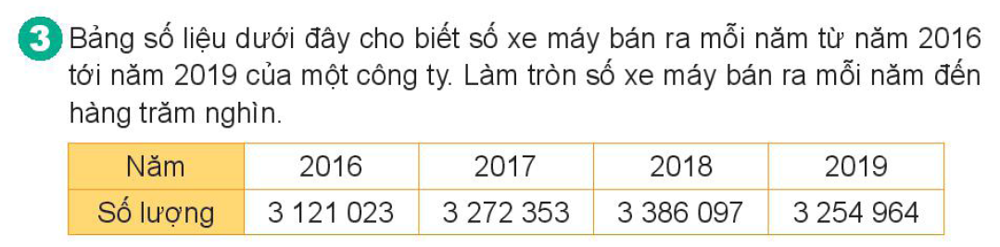 3 Bảng số liệu dưới đây cho biết số xe máy bán ra mỗi năm từ năm 2016
tới năm 2019 của một công ty. Làm tròn số xe máy bán ra mỗi năm đến
hàng trăm nghìn.
Năm 2016 2017 2018 2019
Số lượng 3 121 023 3 272 353 3 386 097 3 254 964